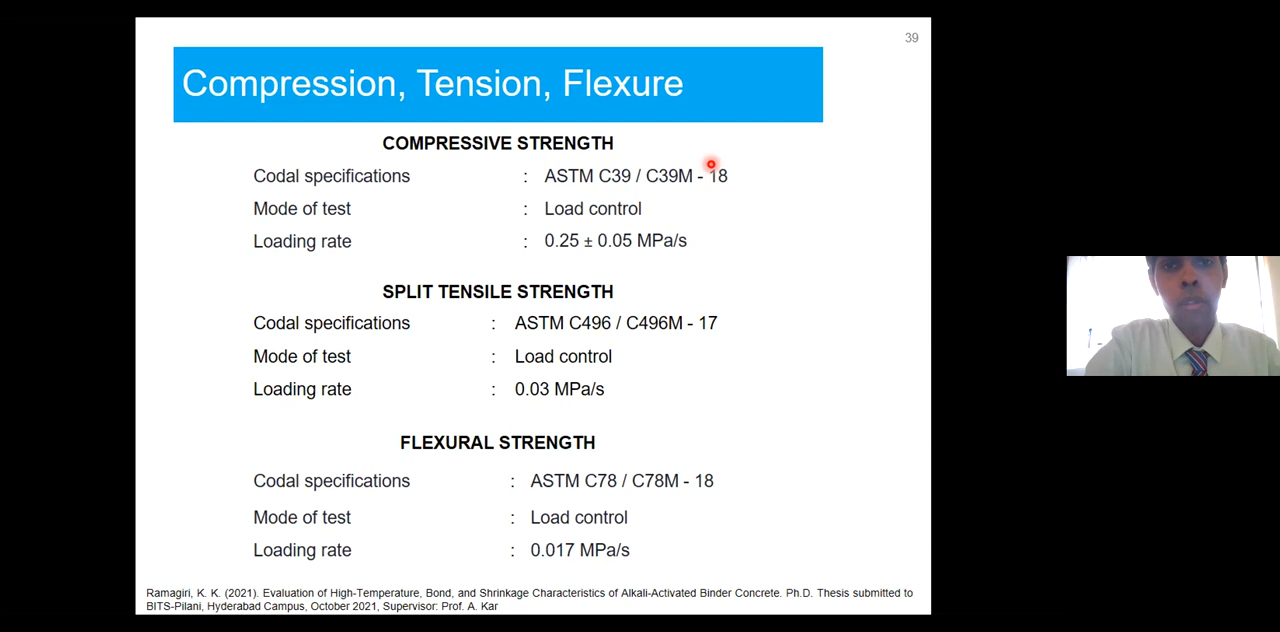 39
Compression, Tension, Flexure
COMPRESSIVE STRENGTH
Codal specifications : ASTM C39 / C39M - 18
Mode of test : Load control
Loading rate : 0.25 ± 0.05 MPa/s
SPLIT TENSILE STRENGTH
Codal specifications : ASTM C496 / C496M - 17
Mode of test : Load control
Loading rate : 0.03 MPa/s
FLEXURAL STRENGTH
Codal specifications : ASTM C78 / C78M - 18
Mode of test : Load control
Loading rate : 0.017 MPa/s
Ramagiri, K. K. (2021). Evaluation of High-Temperature, Bond, and Shrinkage Characteristics of Alkali-Activated Binder Concrete. Ph.D. Thesis submitted to
BITS-Pilani, Hyderabad Campus, October 2021, Supervisor: Prof. A. Kar